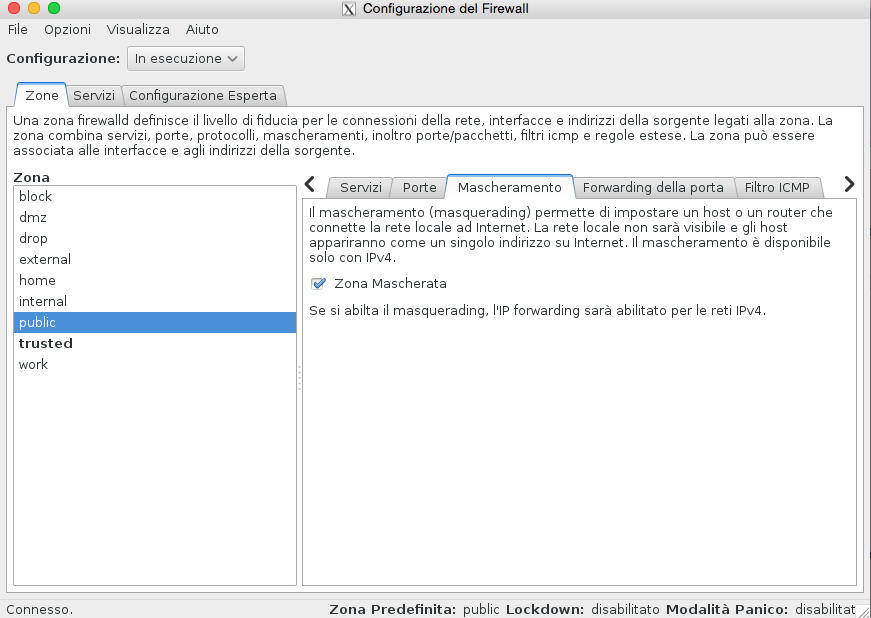 Configurazione del Firewall
File Opzioni Visualizza Aiuto
Configurazione: In esecuzione
Zone Servizi Configurazione Esperta
Una zona firewalld definisce il livello di fiducia per le connessioni della rete, interfacce e indirizzi della sorgente legati alla zona. La
zona combina servizi, porte, protocolli, mascheramenti, inoltro porte/pacchetti, filtri icmp e regole estese. La zona può essere
associata alle interfacce e agli indirizzi della sorgente.
Zona
block
dmz
drop
external
home
internal
public
trusted
work
Servizi Porte Mascheramento Forwarding della porta Filtro ICMP
Il mascheramento (masquerading) permette di impostare un host o un router che
connette la rete locale ad Internet. La rete locale non sarà visibile e gli host
appariranno come un singolo indirizzo su Internet. Il mascheramento è disponibile
solo con IPv4.
Zona Mascherata
Se si abilta il masquerading, l'IP forwarding sarà abilitato per le reti IPv4.
Connesso.
Zona Predefinita: public Lockdown: disabilitato Modalità Panico: disabilitat